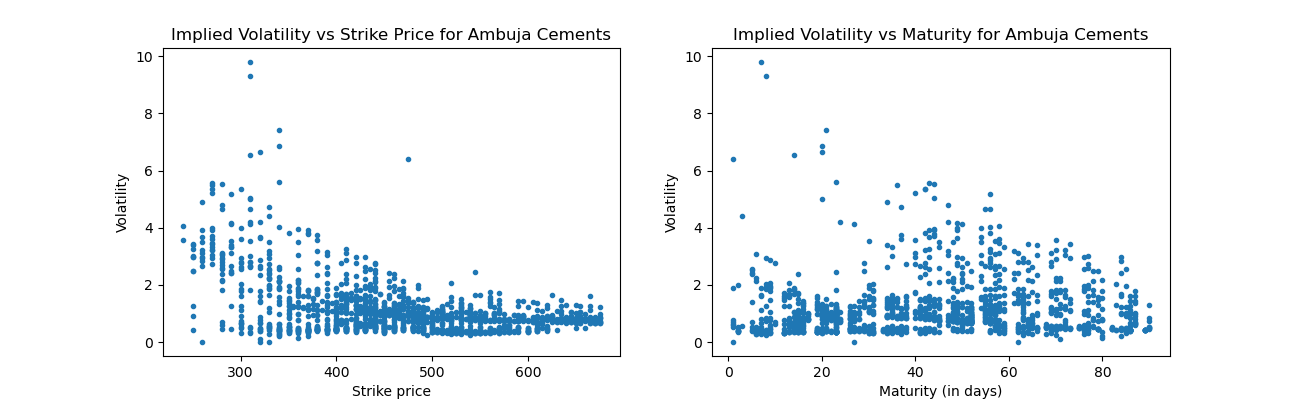 Implied Volatility vs Strike Price for Ambuja Cements
10
8
6
4
2
0
Volatility
300 400 500 600
Strike price
Implied Volatility vs Maturity for Ambuja Cements
10
8
6
4
2
0
Volatility
0 20 40 60 80
Maturity (in days)